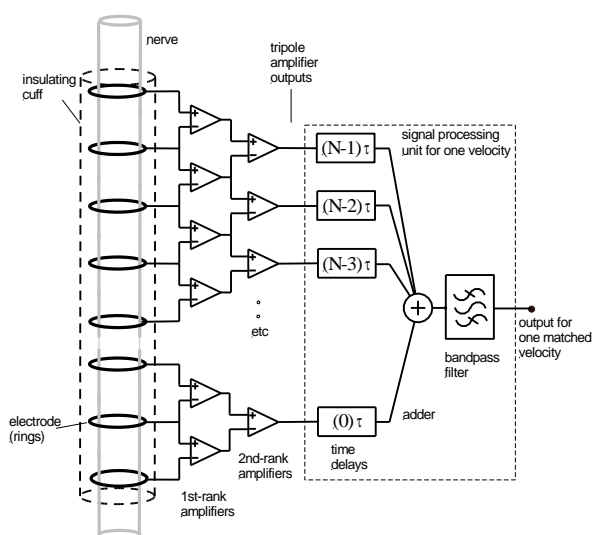 nerve
insulating
cuff
tripole
amplifier
outputs
signal processing
unit for one velocity
(N-1)τ
(N-2)τ
(N-3)τ
etc
output for
one matched
velocity
bandpass
filter
electrode
(rings)
(0)τ
adder
time
delays
2nd-rank
amplifiers
1st-rank
amplifiers